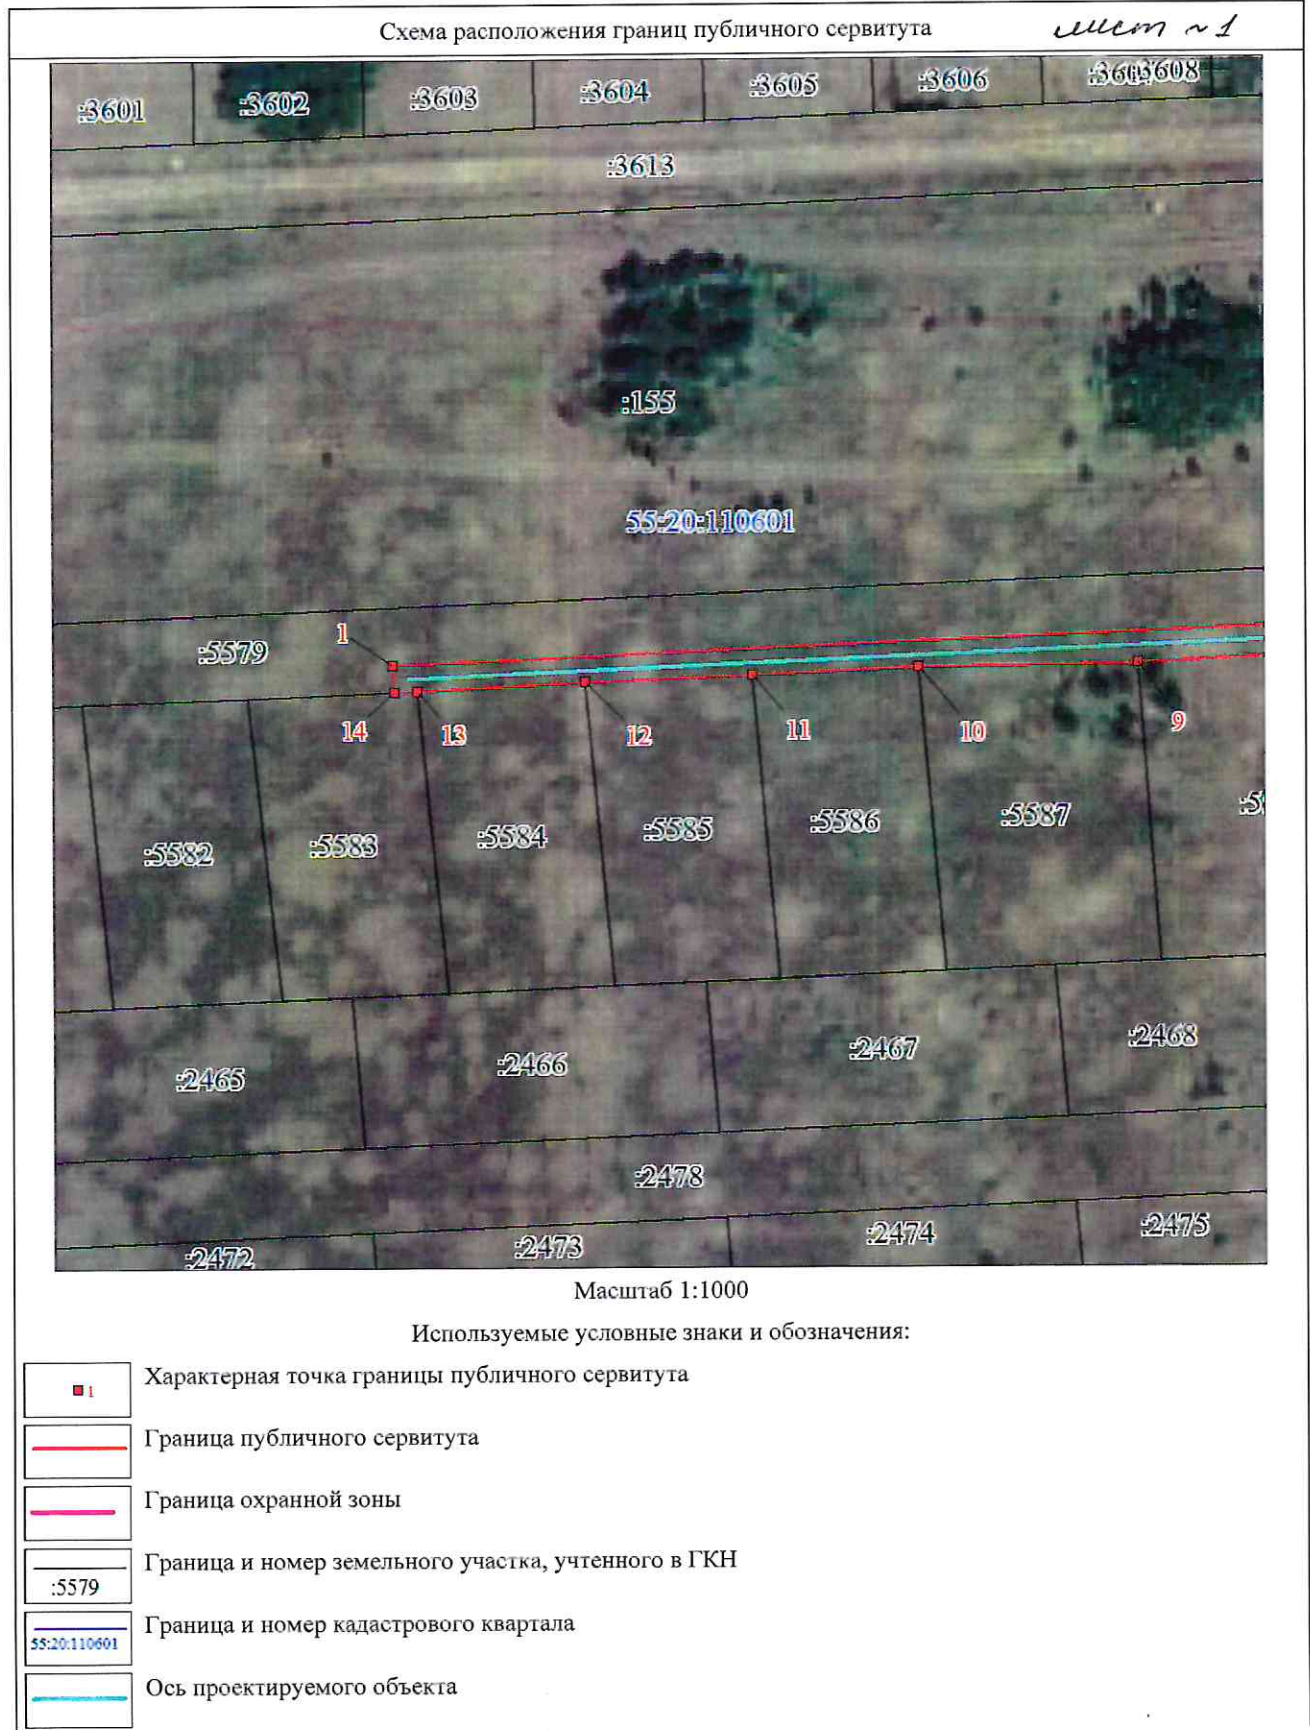 Схема расположения границ публичного сервитута лист №1
:3601 :3602 :3603 :3604 :3605 :3606 :3608
:3613
:155
55:20:110601
:5579 1
14 13 12 11 10 9
:5582 :5583 :5584 :5585 :5586 :5587
:2465 :2466 :2467 :2468
:2478
:2472 :2473 :2474 :2475
Масштаб 1:1000
Используемые условные знаки и обозначения:
1 Характерная точка границы публичного сервитута
Граница публичного сервитута
Граница охранной зоны
:5579 Граница и номер земельного участка, учтенного в ГКН
55:20:110601 Граница и номер кадастрового квартала
Ось проектируемого объекта